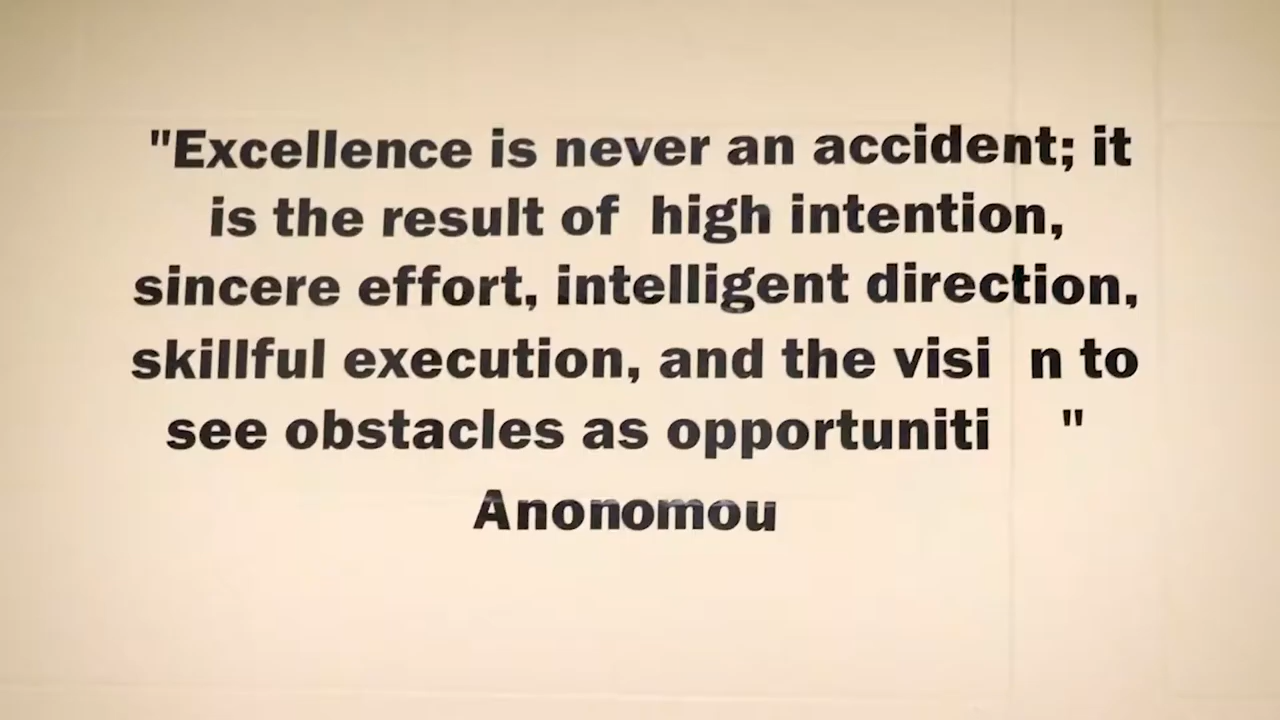 "Excellence is never an accident; it
is the result of high intention,
sincere effort, intelligent direction,
skillful execution, and the visi n to
see obstacles as opportuniti "
Anonomou